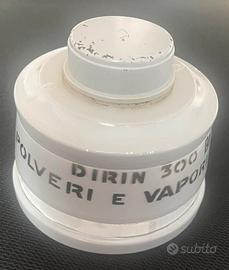 DIRIN 300
POLVERI E VAPOR
subito